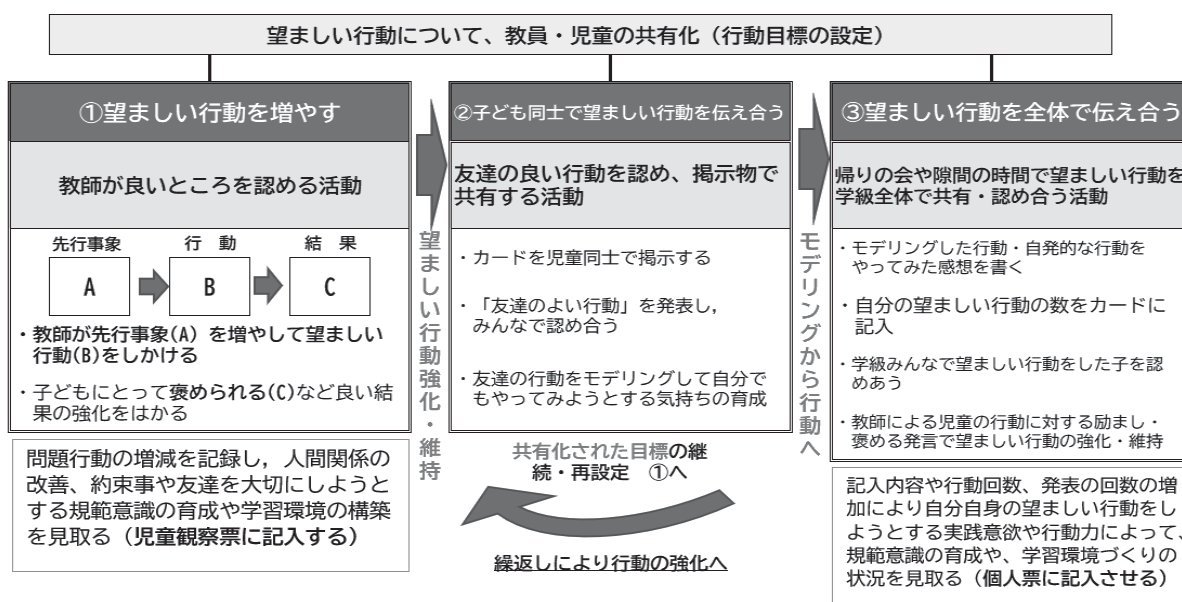 望ましい行動について、教員・児童の共有化（行動目標の設定）
①望ましい行動を増やす
教師が良いところを認める活動
先行事象 行 動 結 果
A B C
・教師が先行事象(A) を増やして望ましい
行動(B)をしかける
・子どもにとって褒められる(C)など良い結
果の強化をはかる
問題行動の増減を記録し，人間関係の
改善、約束事や友達を大切にしようと
する規範意識の育成や学習環境の構築
を見取る（児童観察票に記入する）
望ましい行動強化・維持
②子ども同士で望ましい行動を伝え合う
友達の良い行動を認め、掲示物で
共有する活動
・カードを児童同士で掲示する
・「友達のよい行動」を発表し，
みんなで認め合う
・友達の行動をモデリングして自分で
もやってみようとする気持ちの育成
共有化された目標の継
続・再設定 ①へ
繰返しにより行動の強化へ
モデリングから行動へ
③望ましい行動を全体で伝え合う
帰りの会や隙間の時間で望ましい行動を
学級全体で共有・認め合う活動
・モデリングした行動・自発的な行動を
やってみた感想を書く
・自分の望ましい行動の数をカードに
記入
・学級みんなで望ましい行動をした子を認
めあう
・教師による児童の行動に対する励まし・
褒める発言で望ましい行動の強化・維持
記入内容や行動回数、発表の回数の増
加により自分自身の望ましい行動をし
ようとする実践意欲や行動力によって、
規範意識の育成や、学習環境づくりの
状況を見取る（個人票に記入させる）